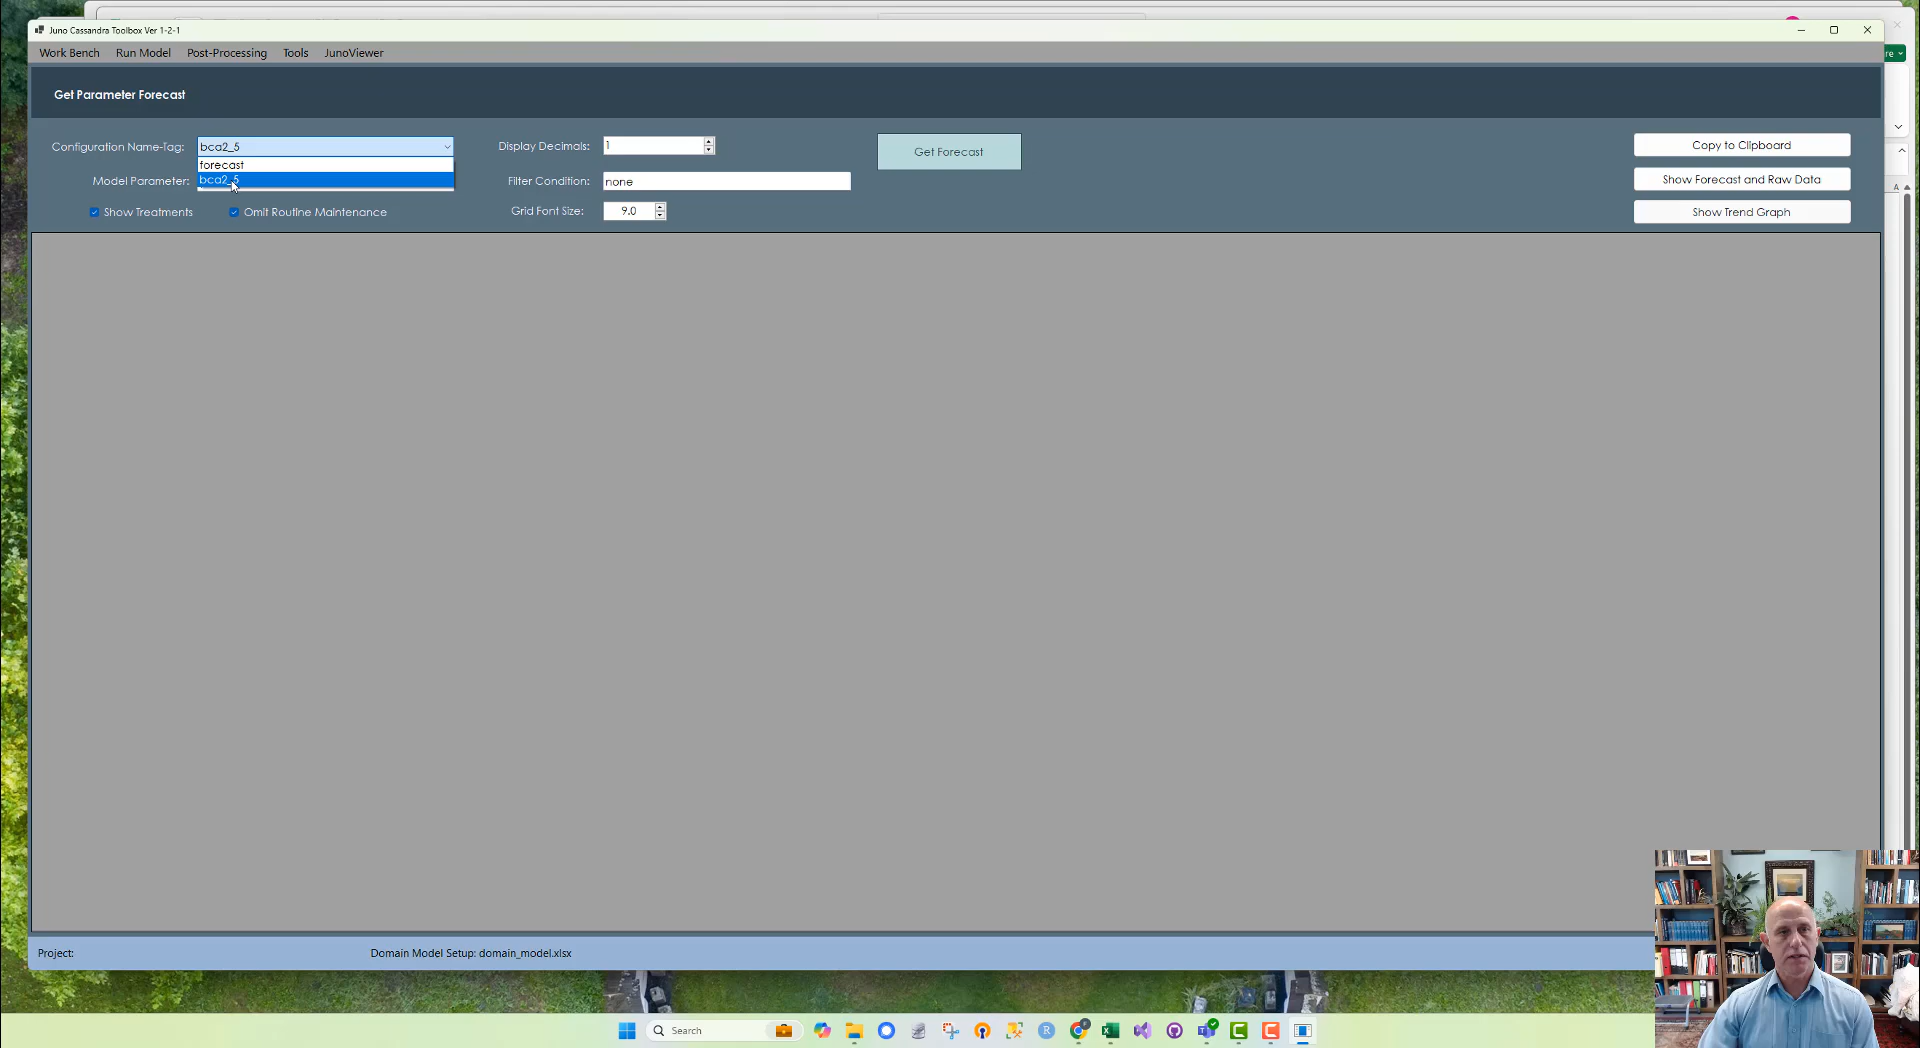 Juno Cassandra Toolbox Ver 1-2-1
Work Bench Run Model Post-Processing Tools JunoViewer
Get Parameter Forecast
Configuration Name-Tag: bca2_5
forecast
bca2_5
Model Parameter:
Show Treatments Omit Routine Maintenance
Display Decimals: 1
Filter Condition: none
Grid Font Size: 9.0
Get Forecast
Copy to Clipboard
Show Forecast and Raw Data
Show Trend Graph
re
A
Project: Domain Model Setup: domain_model.xlsx
Search